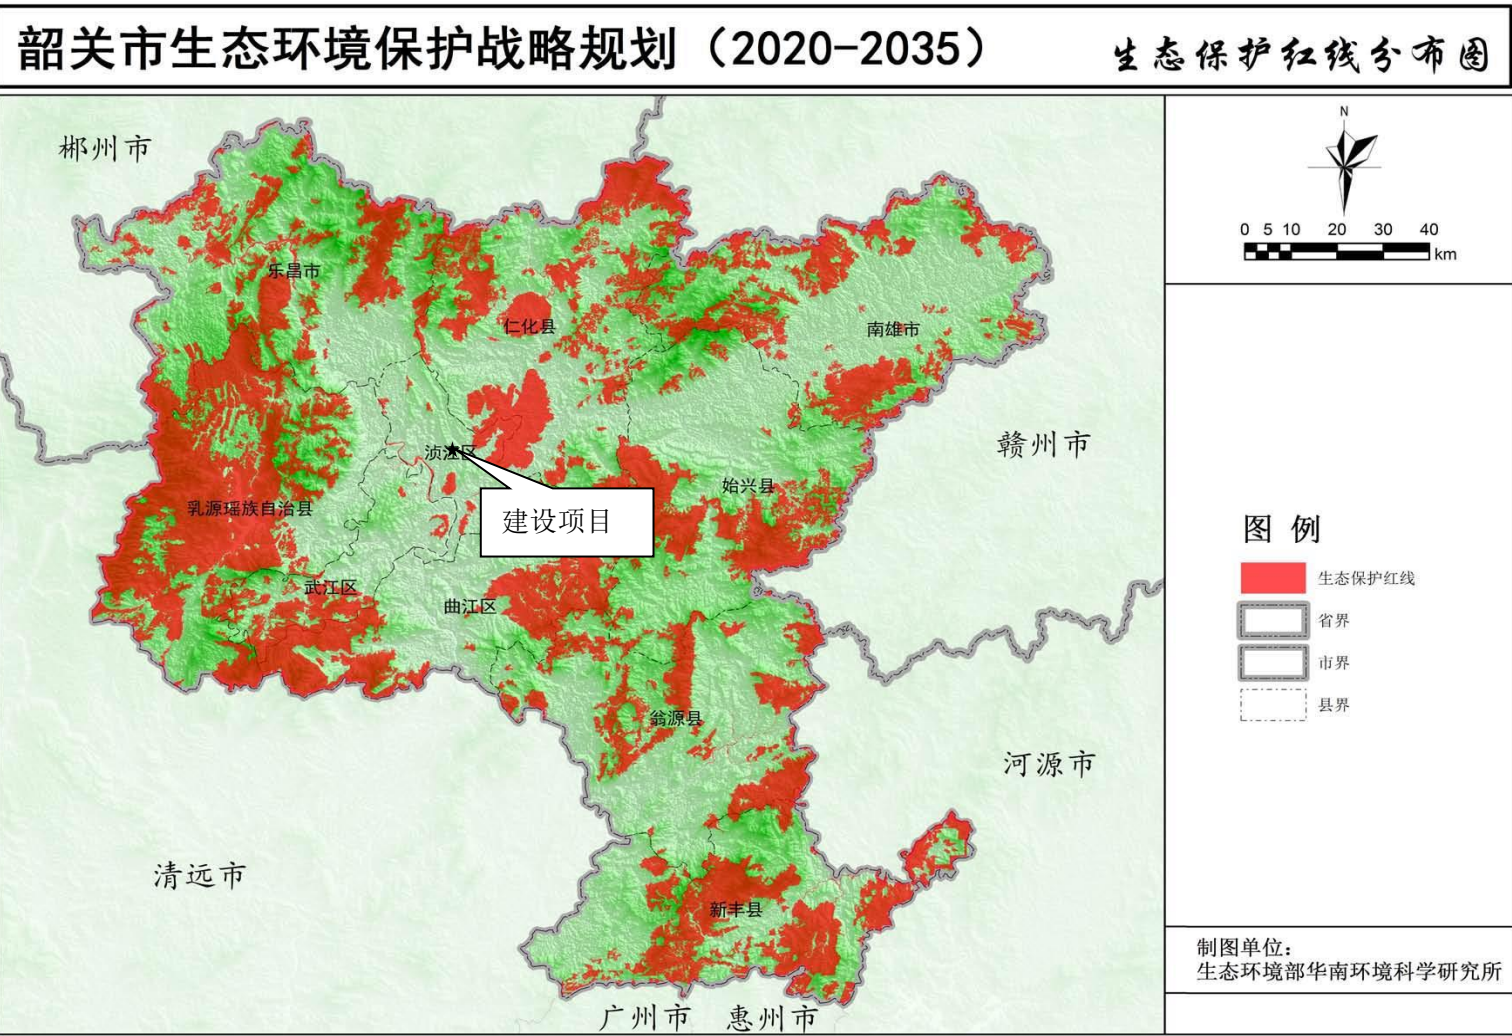 韶关市生态环境保护战略规划（2020-2035）
生态保护红线分布图
N
0 5 10 20 30 40
km
郴州市
乐昌市
仁化县
南雄市
浈江区
赣州市
始兴县
乳源瑶族自治县
建设项目
武江区
曲江区
翁源县
河源市
清远市
新丰县
广州市 惠州市
图 例
生态保护红线
省界
市界
县界
制图单位：
生态环境部华南环境科学研究所